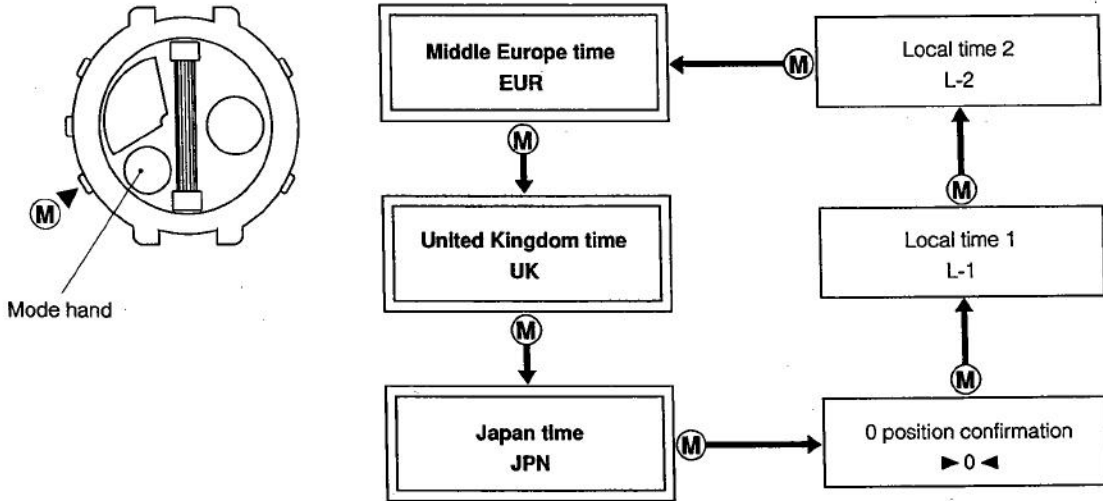 M
Mode hand
Middle Europe time
EUR
M
Local time 2
L-2
M
United Kingdom time
UK
M
Local time 1
L-1
M
Japan time
JPN
M
0 position confirmation
►0◄
M